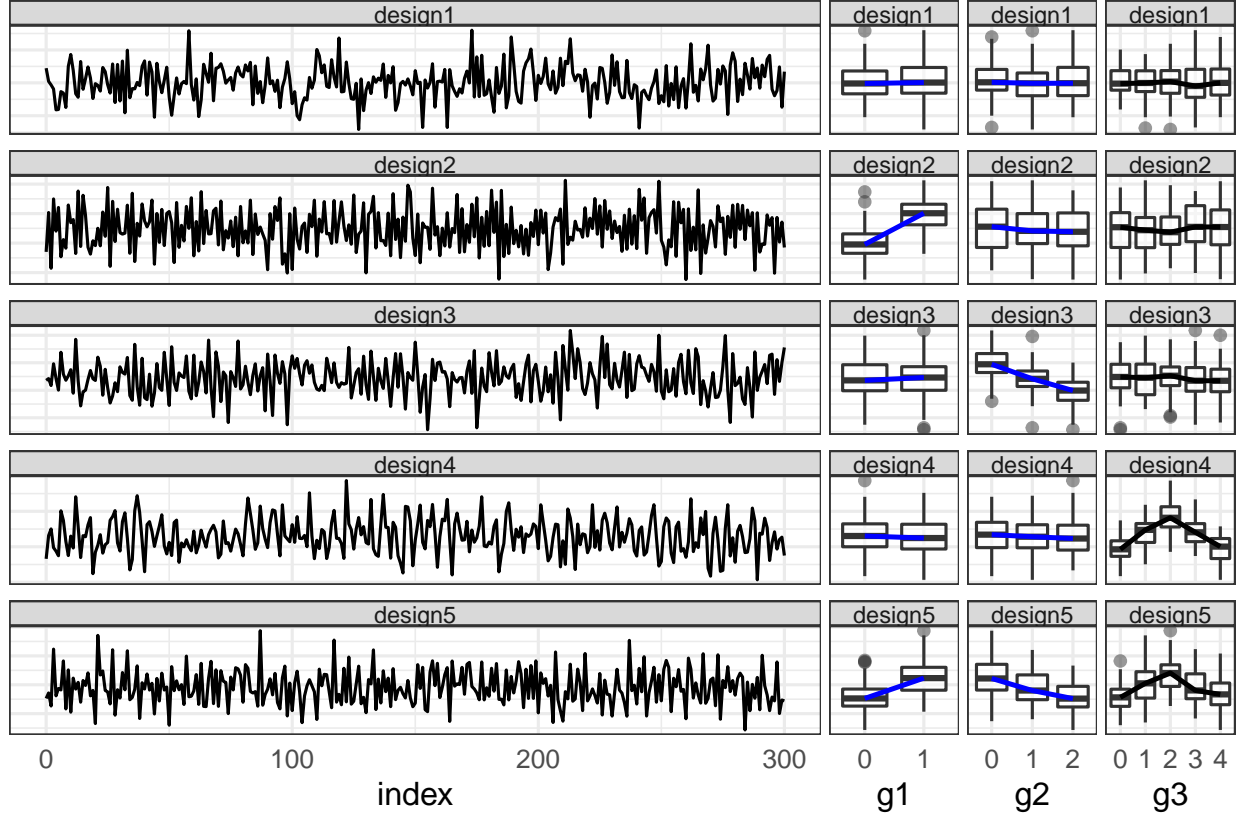 design1 design1 design1 design1
design2 design2 design2 design2
design3 design3 design3 design3
design4 design4 design4 design4
design5 design5 design5 design5
0 100 200 300 0 1 0 1 2 0 1 2 3 4
index g1 g2 g3